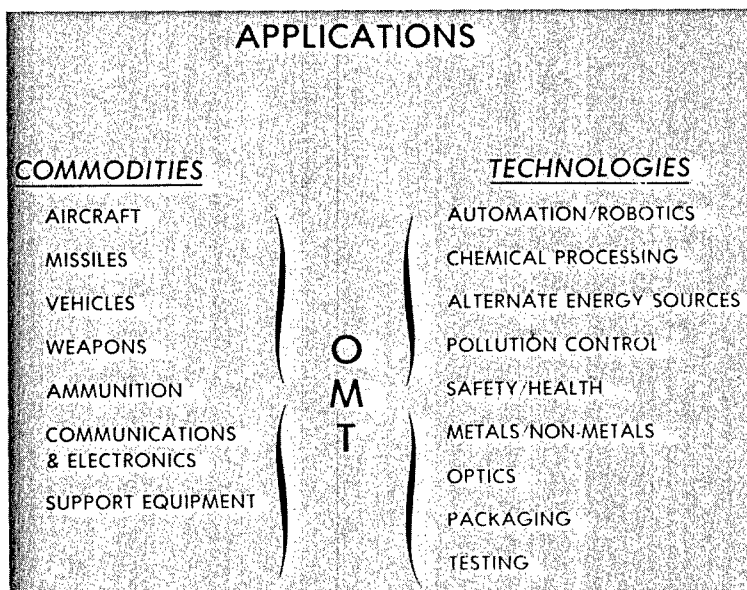 APPLICATIONS
COMMODITIES
AIRCRAFT
MISSILES
VEHICLES
WEAPONS
AMMUNITION
COMMUNICATIONS
& ELECTRONICS
SUPPORT EQUIPMENT
O
M
T
TECHNOLOGIES
AUTOMATION/ROBOTICS
CHEMICAL PROCESSING
ALTERNATE ENERGY SOURCES
POLLUTION CONTROL
SAFETY/HEALTH
METALS/NON-METALS
OPTICS
PACKAGING
TESTING